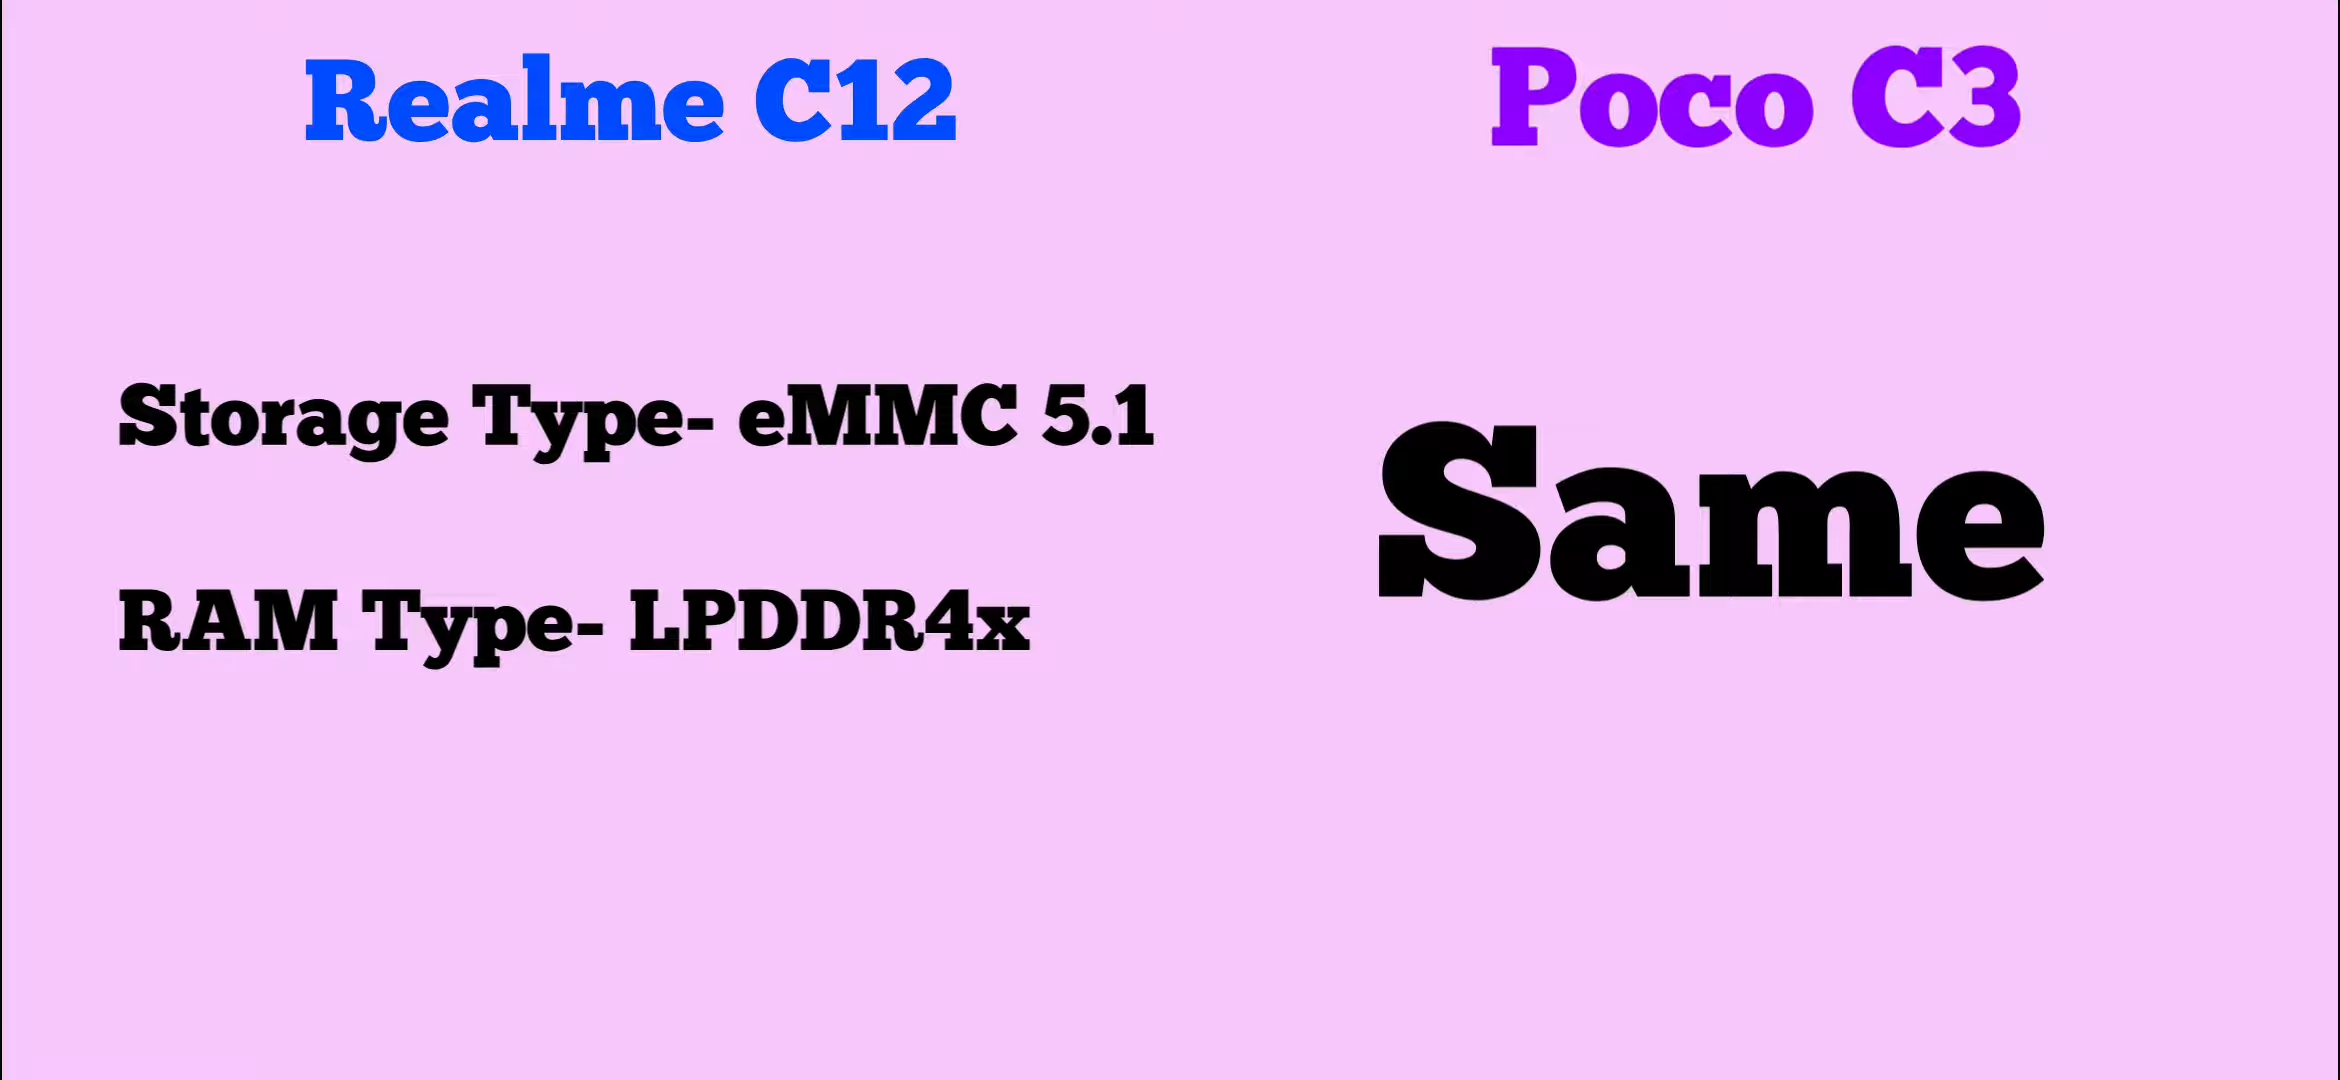 Realme C12
Poco C3
Storage Type- eMMC 5.1
Same
RAM Type- LPDDR4x